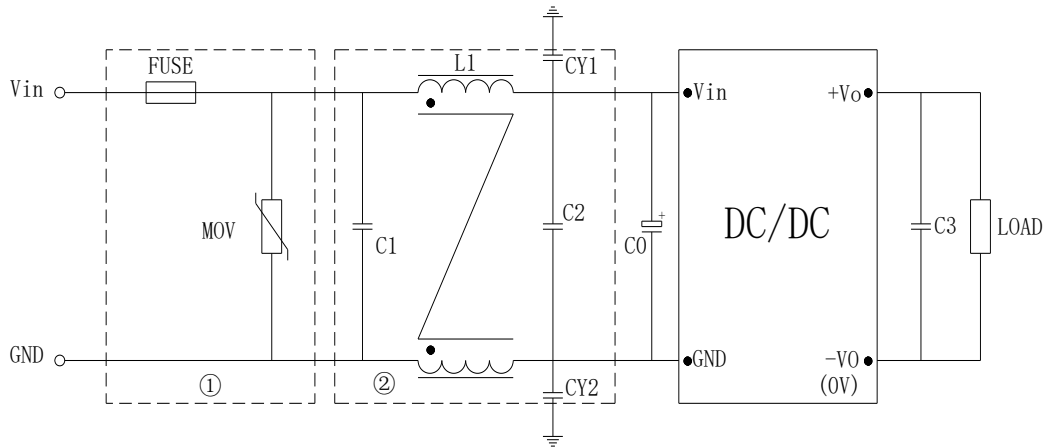 FUSE
L1
CY1
Vin
Vin
+Vo
MOV
C1
C2
+
C0
DC/DC
C3
LOAD
GND
GND
-VO
(0V)
①
②
CY2